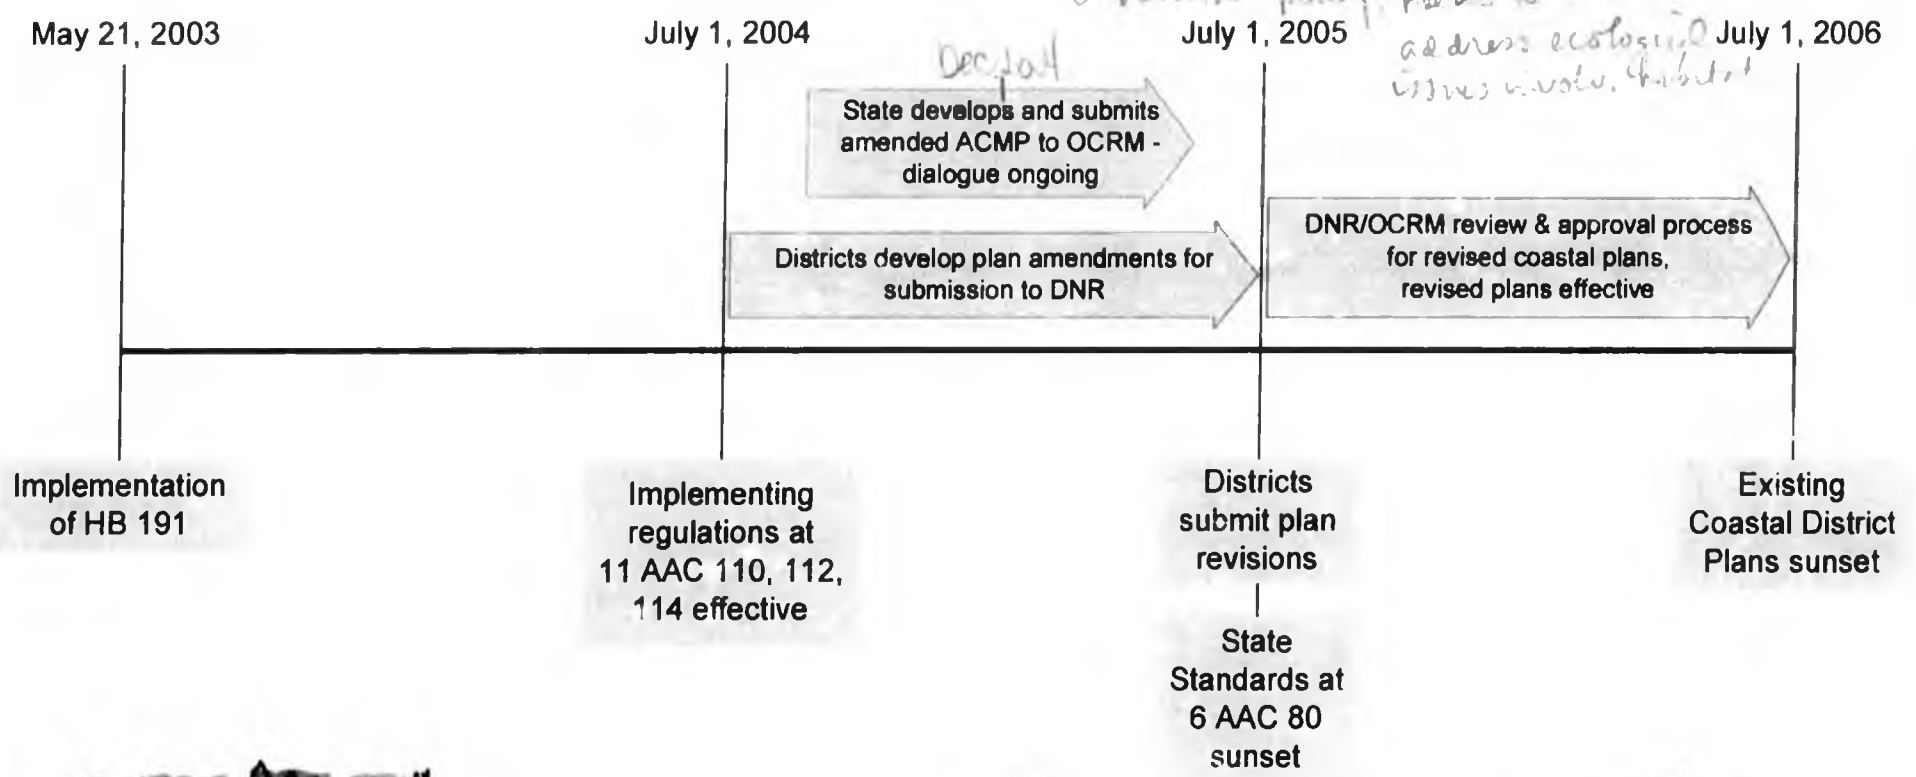 May 21, 2003
July 1, 2004
July 1, 2005
July 1, 2006
address
issues
State develops and submits
amended ACMP to OCRM -
dialogue ongoing
Districts develop plan amendments for
submission to DNR
DNR/OCRM review & approval process
for revised coastal plans,
revised plans effective
Implementation
of HB 191
Implementing
regulations at
11 AAC 110, 112,
114 effective
Districts
submit plan
revisions
State
Standards at
6 AAC 80
sunset
Existing
Coastal District
Plans sunset